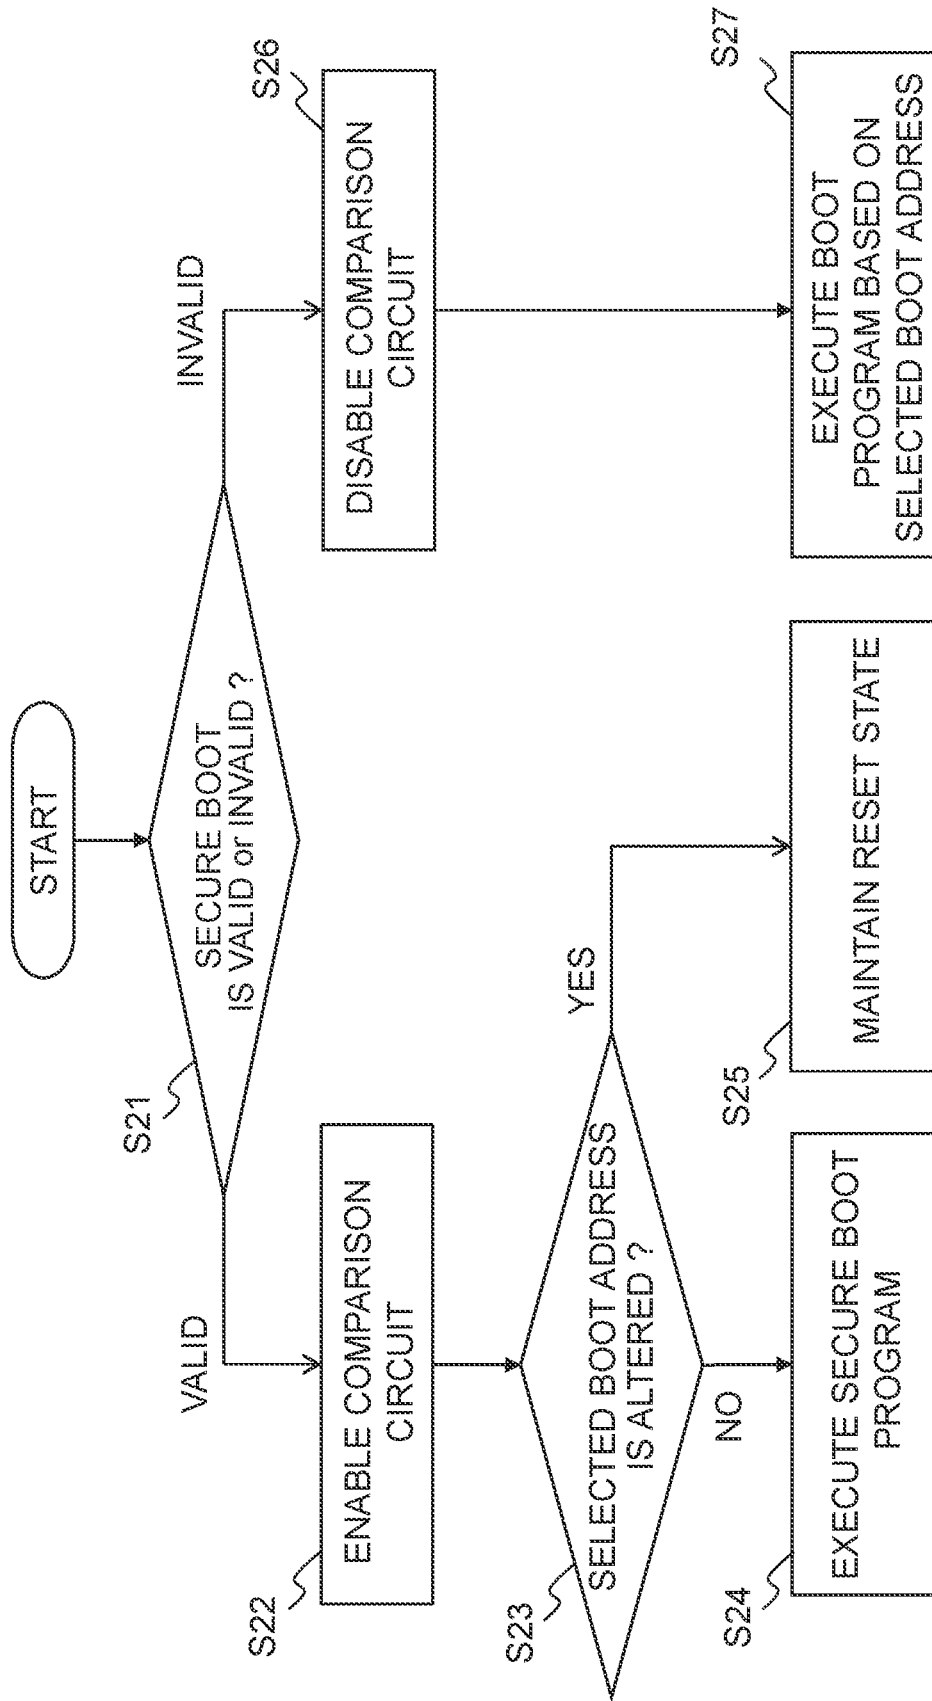 START
S21
SECURE BOOT
IS VALID or INVALID ?
VALID
INVALID
S22
ENABLE COMPARISON
CIRCUIT
S26
DISABLE COMPARISON
CIRCUIT
S23
SELECTED BOOT ADDRESS
IS ALTERED ?
YES
NO
S24
EXECUTE SECURE BOOT
PROGRAM
S25
MAINTAIN RESET STATE
S27
EXECUTE BOOT
PROGRAM BASED ON
SELECTED BOOT ADDRESS